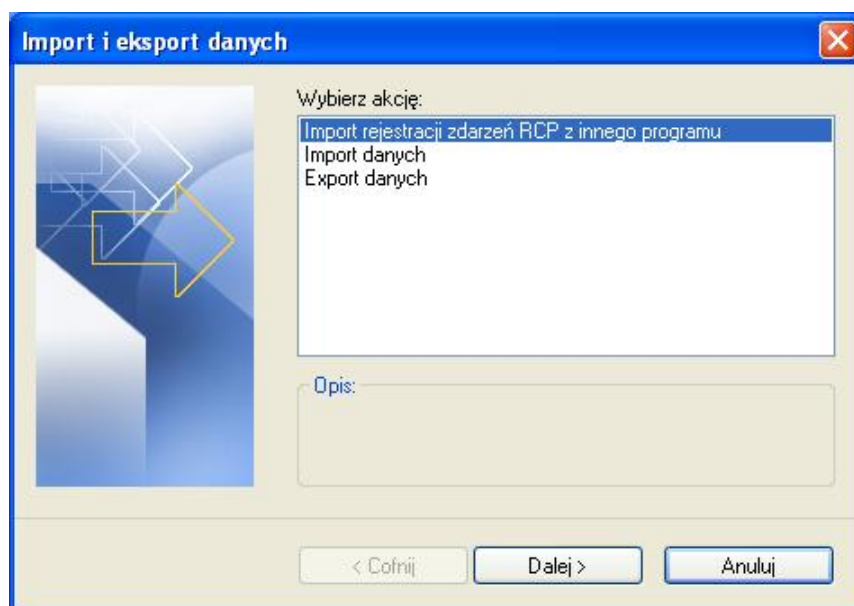 Import i eksport danych
Wybierz akcję:
Import rejestracji zdarzeń RCP z innego programu
Import danych
Export danych
Opis:
< Cofnij
Dalej >
Anuluj